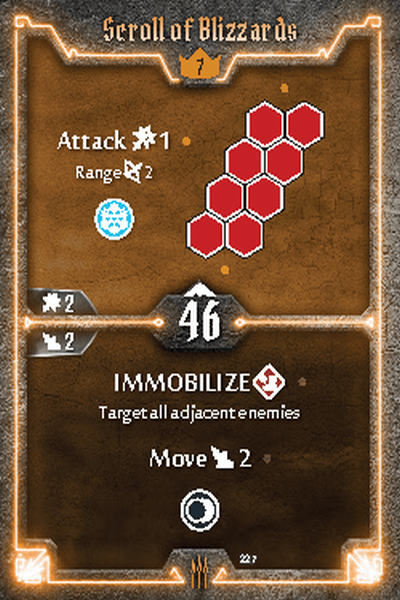 Scroll of Blizzards
7
Attack 1
Range 2
2
46
2
IMMOBILIZE
Target all adjacent enemies
Move 2
227